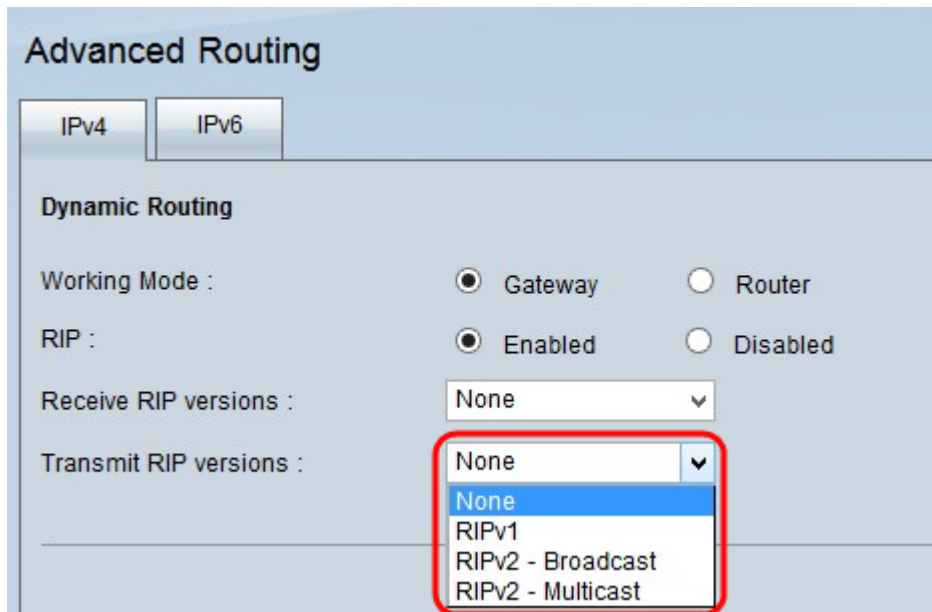 Advanced Routing
IPv4 IPv6
Dynamic Routing
Working Mode : Gateway Router
RIP : Enabled Disabled
Receive RIP versions : None
Transmit RIP versions : None
None
RIPv1
RIPv2 - Broadcast
RIPv2 - Multicast